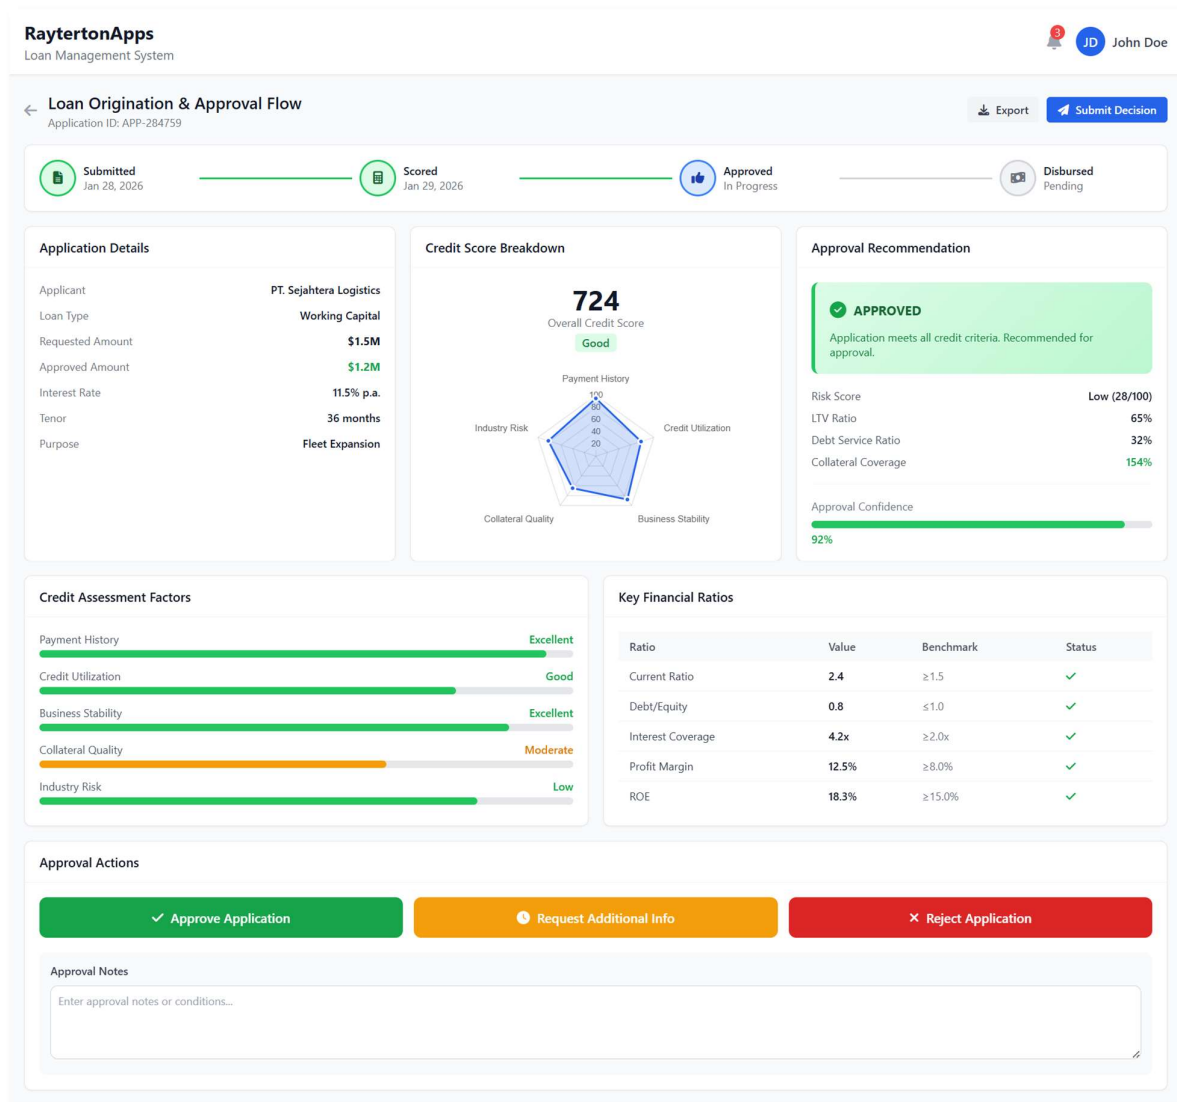 RaytertonApps
Loan Management System
3
JD
John Doe
Loan Origination & Approval Flow
Application ID: APP-284759
Export
Submit Decision
Submitted
Jan 28, 2026
Scored
Jan 29, 2026
Approved
In Progress
Disbursed
Pending
Application Details
Applicant PT. Sejahtera Logistics
Loan Type Working Capital
Requested Amount $1.5M
Approved Amount $1.2M
Interest Rate 11.5% p.a.
Tenor 36 months
Purpose Fleet Expansion
Credit Score Breakdown
724
Overall Credit Score
Good
Payment History
100
80
60
40
20
Industry Risk
Credit Utilization
Collateral Quality
Business Stability
Approval Recommendation
APPROVED
Application meets all credit criteria. Recommended for
approval.
Risk Score Low (28/100)
LTV Ratio 65%
Debt Service Ratio 32%
Collateral Coverage 154%
Approval Confidence
92%
Credit Assessment Factors
Payment History Excellent
Credit Utilization Good
Business Stability Excellent
Collateral Quality Moderate
Industry Risk Low
Key Financial Ratios
Ratio Value Benchmark Status
Current Ratio 2.4 ≥1.5 ✓
Debt/Equity 0.8 ≤1.0 ✓
Interest Coverage 4.2x ≥2.0x ✓
Profit Margin 12.5% ≥8.0% ✓
ROE 18.3% ≥15.0% ✓
Approval Actions
Approve Application
Request Additional Info
Reject Application
Approval Notes
Enter approval notes or conditions...